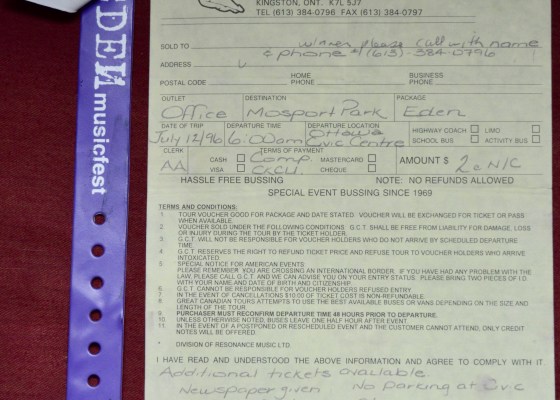 EDEN musicfest
KINGSTON, ONT. K7L 5J7
TEL (613) 384-0796 FAX (613) 384-0797
SOLD TO winner please call with name
& phone # (613) 384-0796
ADDRESS
POSTAL CODE HOME PHONE BUSINESS PHONE
OUTLET DESTINATION PACKAGE
Office Mosport Park Eden
DATE OF TRIP DEPARTURE TIME DEPARTURE LOCATION HIGHWAY COACH LIMO
July 12/96 6:00am Ottawa Civic Centre SCHOOL BUS ACTIVITY BUS
CLERK TERMS OF PAYMENT
AA CASH Comp. MASTERCARD AMOUNT $ 2@N/C
VISA CKCU CHEQUE
HASSLE FREE BUSSING NOTE: NO REFUNDS ALLOWED
SPECIAL EVENT BUSSING SINCE 1969
TERMS AND CONDITIONS:
1. TOUR VOUCHER GOOD FOR PACKAGE AND DATE STATED. VOUCHER WILL BE EXCHANGED FOR TICKET OR PASS
WHEN AVAILABLE.
2. VOUCHER SOLD UNDER THE FOLLOWING CONDITIONS: G.C.T. SHALL BE FREE FROM LIABILITY FOR DAMAGE, LOSS
OR INJURY DURING THE TOUR BY THE TICKET HOLDER.
3. G.C.T. WILL NOT BE RESPONSIBLE FOR VOUCHER HOLDERS WHO DO NOT ARRIVE BY SCHEDULED DEPARTURE
TIME.
4. G.C.T. RESERVES THE RIGHT TO REFUND TICKET PRICE AND REFUSE TOUR TO VOUCHER HOLDERS WHO ARRIVE
INTOXICATED.
5. SPECIAL NOTICE FOR AMERICAN EVENTS:
PLEASE REMEMBER YOU ARE CROSSING AN INTERNATIONAL BORDER. IF YOU HAVE ANY PROBLEM WITH THE
LAW PLEASE CALL G.C.T. AND WE CAN ADVISE YOU ON YOUR ENTRY STATUS. PLEASE BRING TWO PIECES OF I.D.
WITH YOUR NAME AND DATE OF BIRTH AND CITIZENSHIP.
6. G.C.T. CANNOT BE RESPONSIBLE FOR VOUCHER HOLDERS REFUSED ENTRY
7. IN THE EVENT OF CANCELLATIONS $10.00 OF TICKET COST IS NON-REFUNDABLE.
8. GREAT CANADIAN TOURS ATTEMPTS TO USE THE BEST AVAILABLE BUSES OR VANS DEPENDING ON THE SIZE AND
LENGTH OF THE TOUR.
9. PURCHASER MUST RECONFIRM DEPARTURE TIME 48 HOURS PRIOR TO DEPARTURE.
10. UNLESS OTHERWISE NOTED, BUSES LEAVE ONE HALF HOUR AFTER EVENT.
11. IN THE EVENT OF A POSTPONED OR RESCHEDULED EVENT AND THE CUSTOMER CANNOT ATTEND, ONLY CREDIT
NOTES WILL BE OFFERED.
* DIVISION OF RESONANCE MUSIC LTD.
I HAVE READ AND UNDERSTOOD THE ABOVE INFORMATION AND AGREE TO COMPLY WITH IT.
Additional tickets available.
Newspaper given No parking at Civic